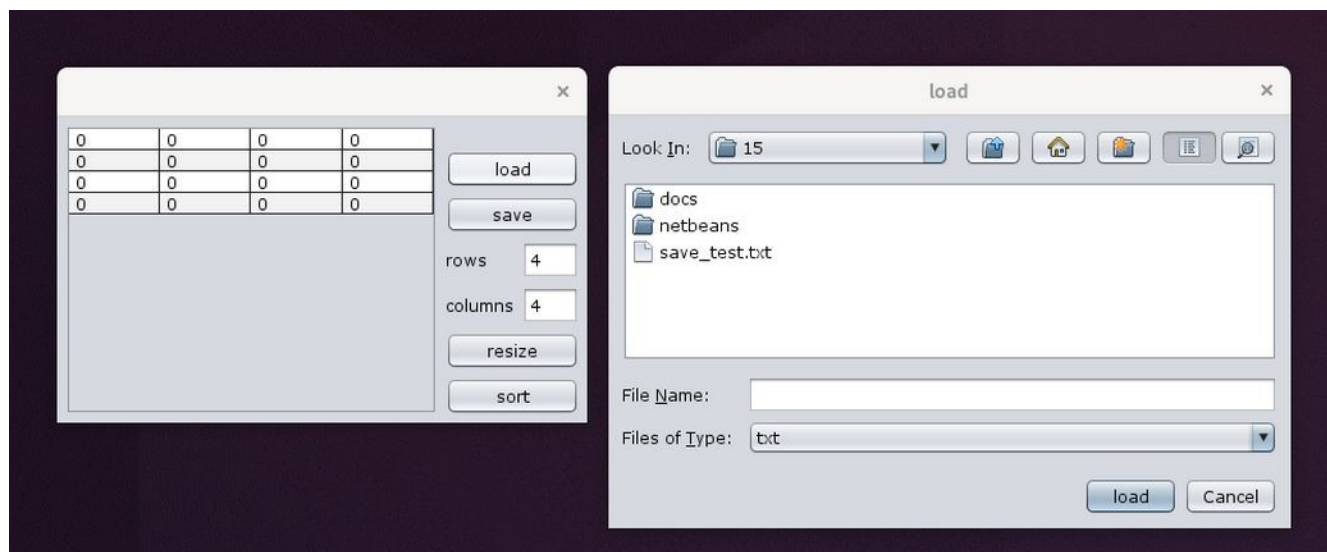 0 0 0 0
0 0 0 0
0 0 0 0
0 0 0 0
load
save
rows 4
columns 4
resize
sort
load
Look In: 15
docs
netbeans
save_test.txt
File Name:
Files of Type: txt
load Cancel